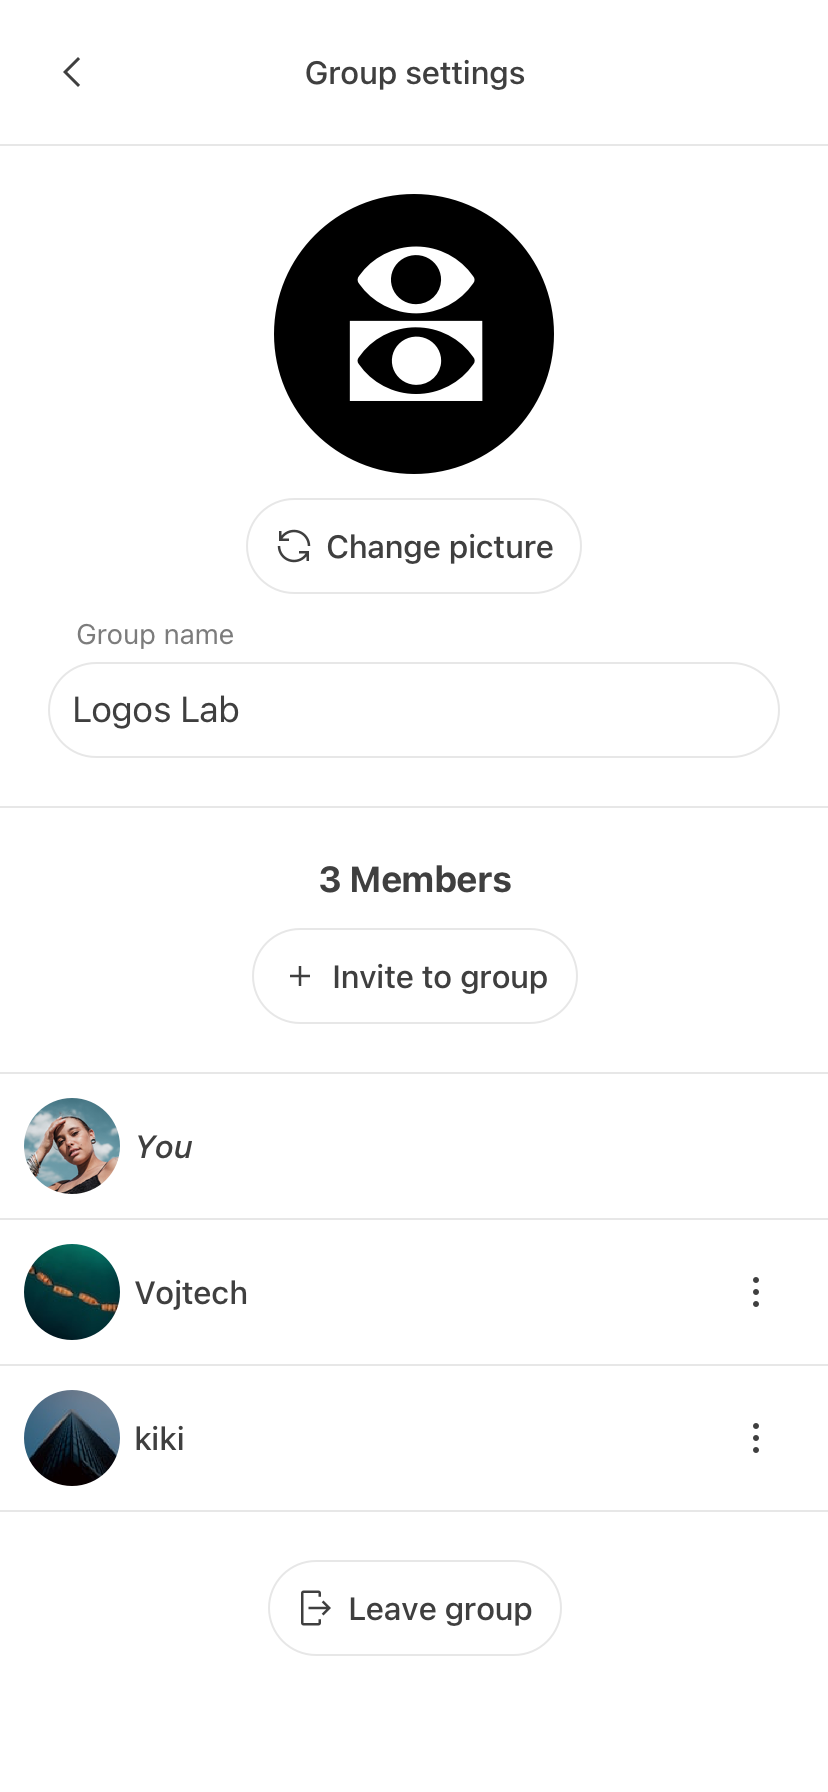 Group settings
Change picture
Group name
Logos Lab
3 Members
Invite to group
You
Vojtech
kiki
Leave group